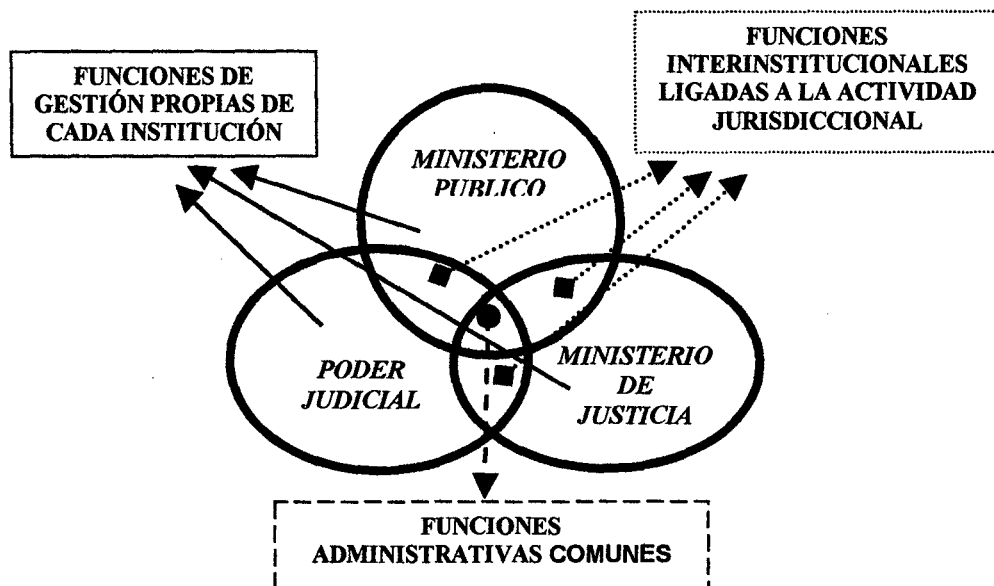 FUNCIONES DE
GESTIÓN PROPIAS DE
CADA INSTITUCIÓN
FUNCIONES
INTERINSTITUCIONALES
LIGADAS A LA ACTIVIDAD
JURISDICCIONAL
MINISTERIO
PUBLICO
PODER
JUDICIAL
MINISTERIO
DE
JUSTICIA
FUNCIONES
ADMINISTRATIVAS COMUNES